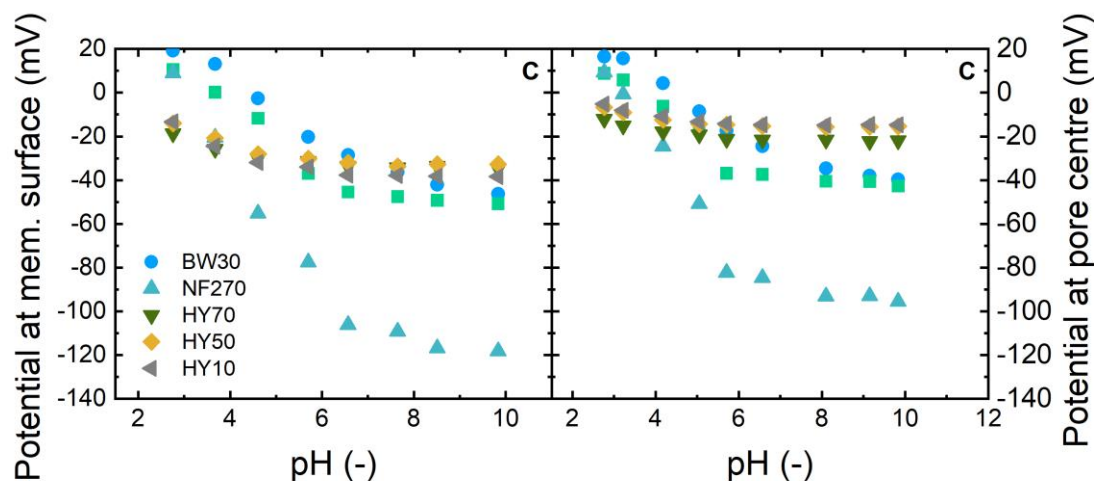 Potential at mem. surface (mV)
20
0
-20
-40
-60
-80
-100
-120
-140
C
BW30
NF270
HY70
HY50
HY10
2
4
6
8
10
pH (-)
C
2
4
6
8
10
12
pH (-)
20
0
-20
-40
-60
-80
-100
-120
-140
Potential at pore centre (mV)